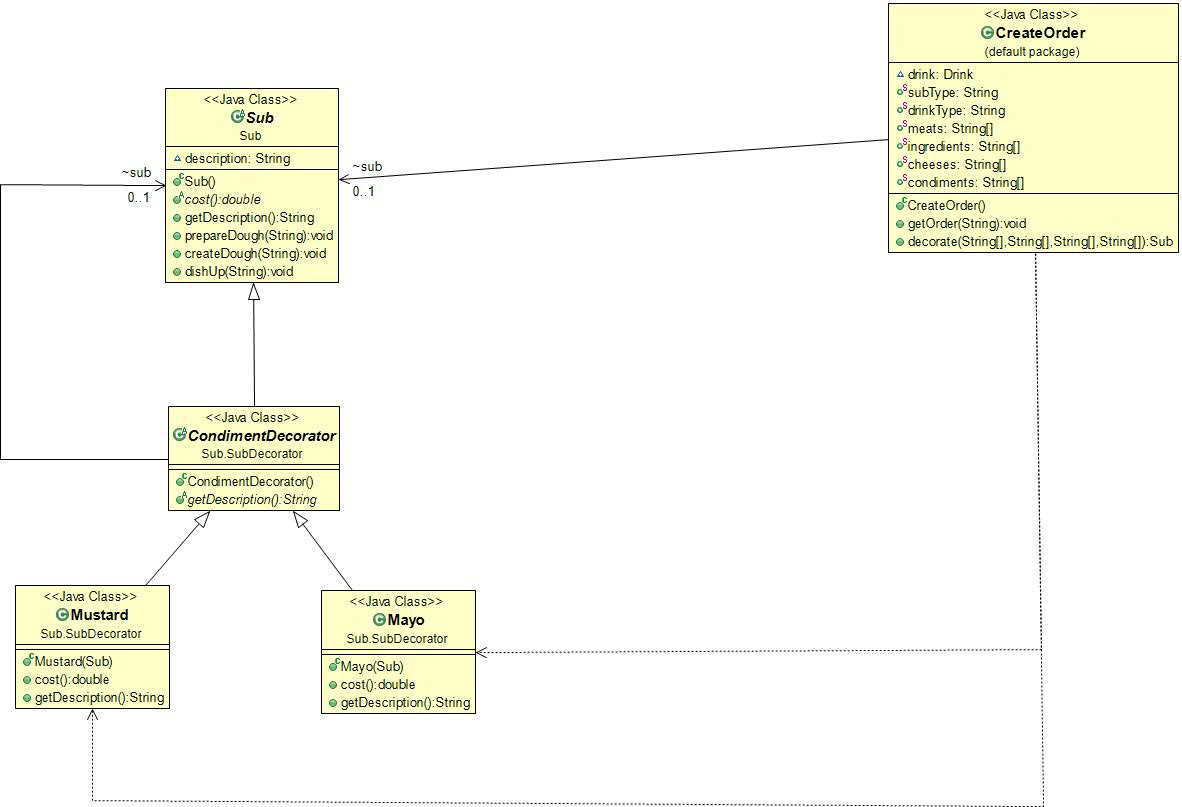 <<Java Class>>
CreateOrder
(default package)
drink: Drink
subType: String
drinkType: String
meats: String[]
ingredients: String[]
cheeses: String[]
condiments: String[]
CreateOrder()
getOrder(String):void
decorate(String[],String[],String[],String[]):Sub
<<Java Class>>
Sub
Sub
description: String
Sub()
cost():double
getDescription():String
prepareDough(String):void
createDough(String):void
dishUp(String):void
~sub
0..1
~sub
0..1
<<Java Class>>
CondimentDecorator
Sub.SubDecorator
CondimentDecorator()
getDescription():String
<<Java Class>>
Mustard
Sub.SubDecorator
Mustard(Sub)
cost():double
getDescription():String
<<Java Class>>
Mayo
Sub.SubDecorator
Mayo(Sub)
cost():double
getDescription():String